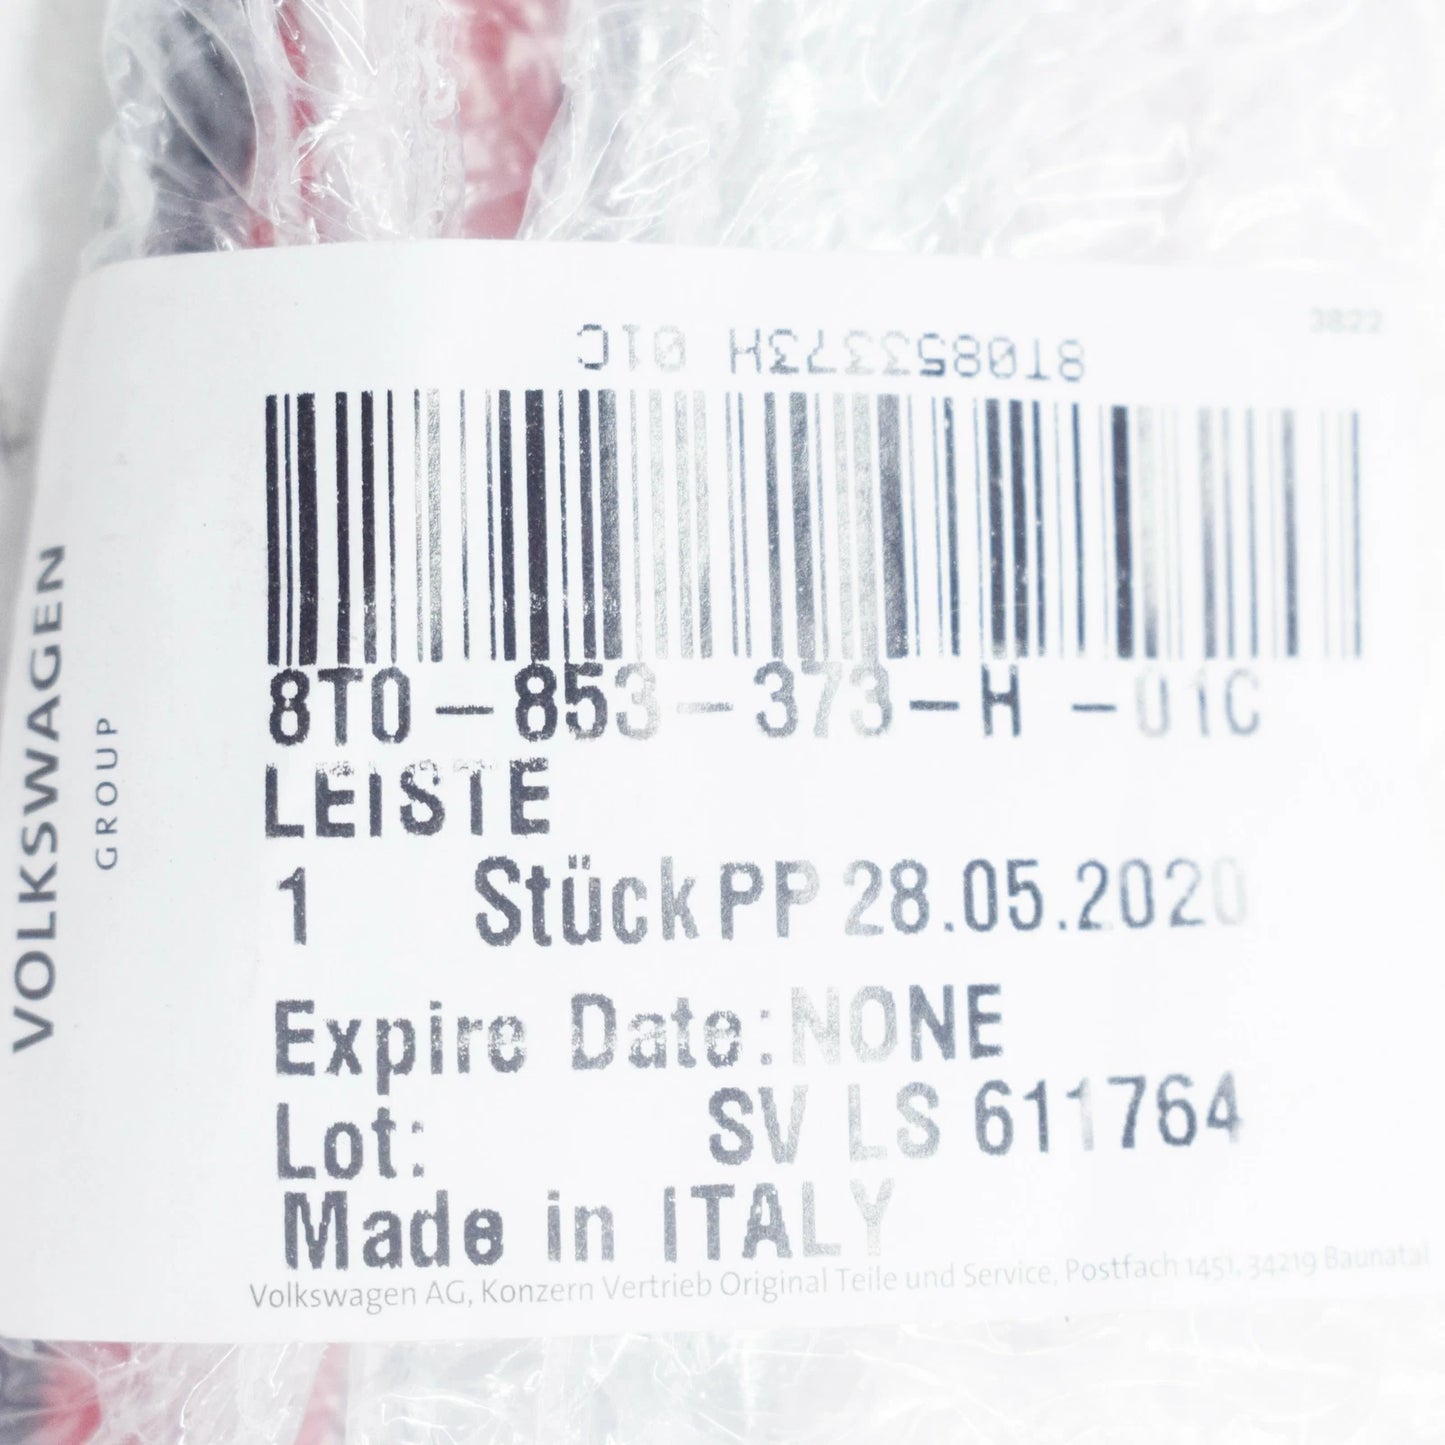 3822
8T0853373H 01C
8T0-853-373-H -01C
LEISTE
1 Stück PP 28.05.2020
Expire Date: NONE
Lot: SV LS 611764
Made in ITALY
Volkswagen AG, Konzern Vertrieb Original Teile und Service, Postfach 1451, 34219 Baunatal
VOLKSWAGEN
GROUP